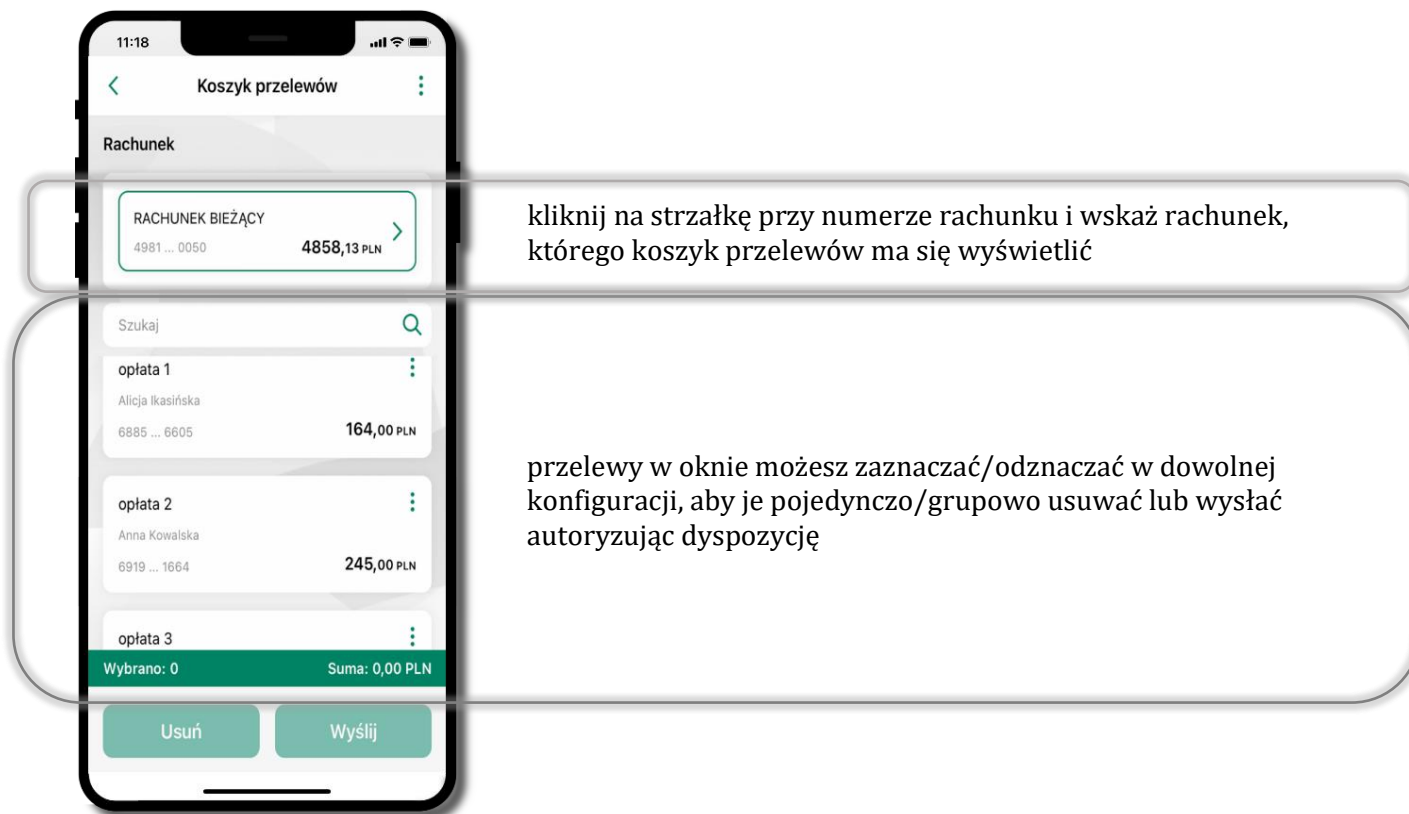 11:18
Koszyk przelewów
Rachunek
RACHUNEK BIEŻĄCY
4981 ... 0050
4858,13 PLN
kliknij na strzałkę przy numerze rachunku i wskaż rachunek,
którego koszyk przelewów ma się wyświetlić
Szukaj
opłata 1
Alicja Ikasińska
6885 ... 6605
164,00 PLN
opłata 2
Anna Kowalska
6919 ... 1664
245,00 PLN
przelewy w oknie możesz zaznaczać/odznaczać w dowolnej
konfiguracji, aby je pojedynczo/grupowo usuwać lub wysłać
autoryzując dyspozycję
opłata 3
Wybrano: 0
Suma: 0,00 PLN
Usuń
Wyślij